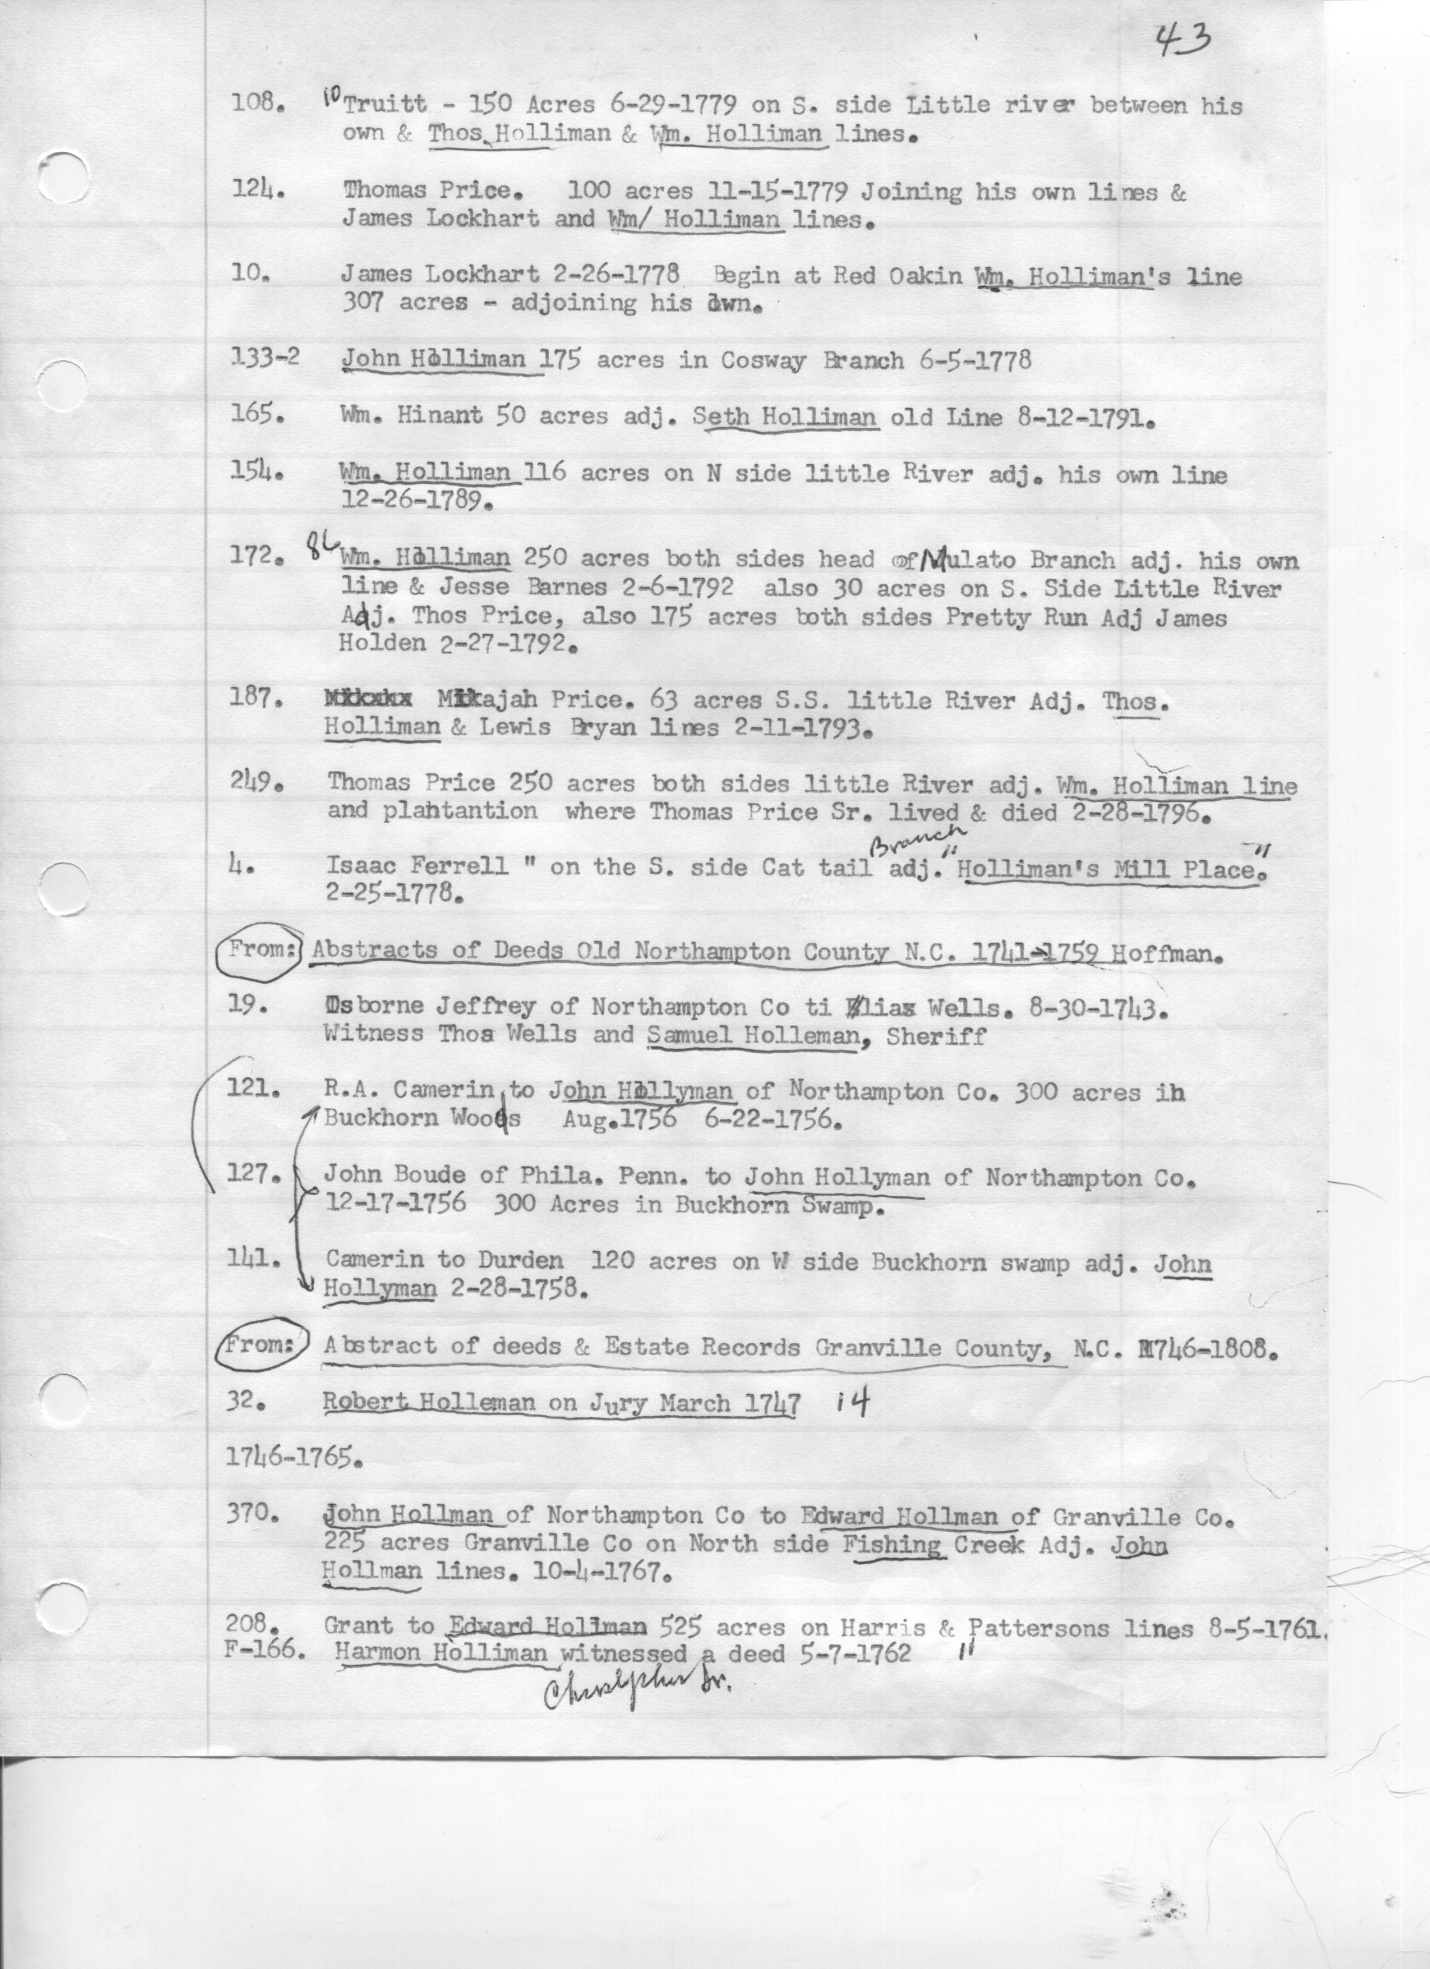 43
108. 10 Truitt - 150 Acres 6-29-1779 on S. side Little river between his
own & Thos. Holliman & Wm. Holliman lines.
124. Thomas Price. 100 acres 11-15-1779 Joining his own lines &
James Lockhart and Wm/ Holliman lines.
10. James Lockhart 2-26-1778 Begin at Red Oakin Wm. Holliman's line
307 acres - adjoining his own.
133-2 John Holliman 175 acres in Cosway Branch 6-5-1778
165. Wm. Hinant 50 acres adj. Seth Holliman old Line 8-12-1791.
154. Wm. Holliman 116 acres on N side little River adj. his own line
12-26-1789.
172. Wm. Holliman 250 acres both sides head of Mulato Branch adj. his own
line & Jesse Barnes 2-6-1792 also 30 acres on S. Side Little River
Adj. Thos Price, also 175 acres both sides Pretty Run Adj James
Holden 2-27-1792.
187. Mikajah Price. 63 acres S.S. little River Adj. Thos.
Holliman & Lewis Bryan lines 2-11-1793.
249. Thomas Price 250 acres both sides little River adj. Wm. Holliman line
and plahtantion where Thomas Price Sr. lived & died 2-28-1796.
Branch
4. Isaac Ferrell " on the S. side Cat tail adj. "Holliman's Mill Place."
2-25-1778.
From: Abstracts of Deeds Old Northampton County N.C. 1741-1759 Hoffman.
19. Osborne Jeffrey of Northampton Co ti Elias Wells. 8-30-1743.
Witness Thos Wells and Samuel Holleman, Sheriff
121. R.A. Camerin to John Hollyman of Northampton Co. 300 acres in
Buckhorn Woods Aug.1756 6-22-1756.
127. John Boude of Phila. Penn. to John Hollyman of Northampton Co.
12-17-1756 300 Acres in Buckhorn Swamp.
141. Camerin to Durden 120 acres on W side Buckhorn swamp adj. John
Hollyman 2-28-1758.
From: Abstract of deeds & Estate Records Granville County, N.C. 1746-1808.
32. Robert Holleman on Jury March 1747 14
1746-1765.
370. John Hollman of Northampton Co to Edward Hollman of Granville Co.
225 acres Granville Co on North side Fishing Creek Adj. John
Hollman lines. 10-4-1767.
208. Grant to Edward Hollman 525 acres on Harris & Pattersons lines 8-5-1761.
F-166. Harmon Holliman witnessed a deed 5-7-1762 "
Christopher Sr.